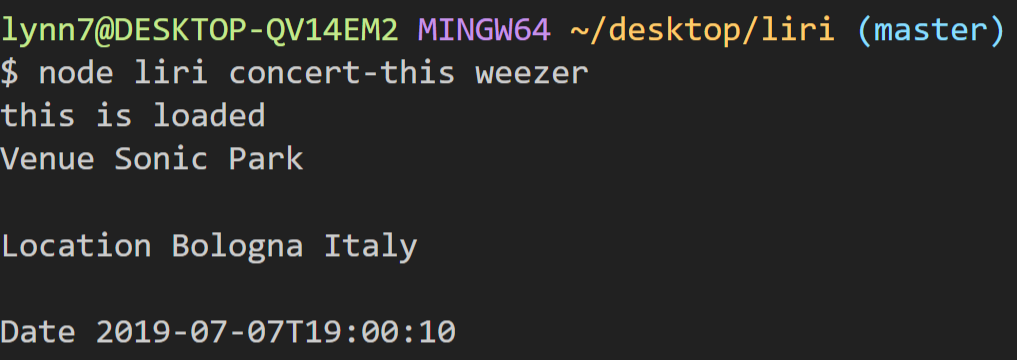 lynn7@DESKTOP-QV14EM2 MINGW64 ~/desktop/liri (master)
$ node liri concert-this weezer
this is loaded
Venue Sonic Park
Location Bologna Italy
Date 2019-07-07T19:00:10